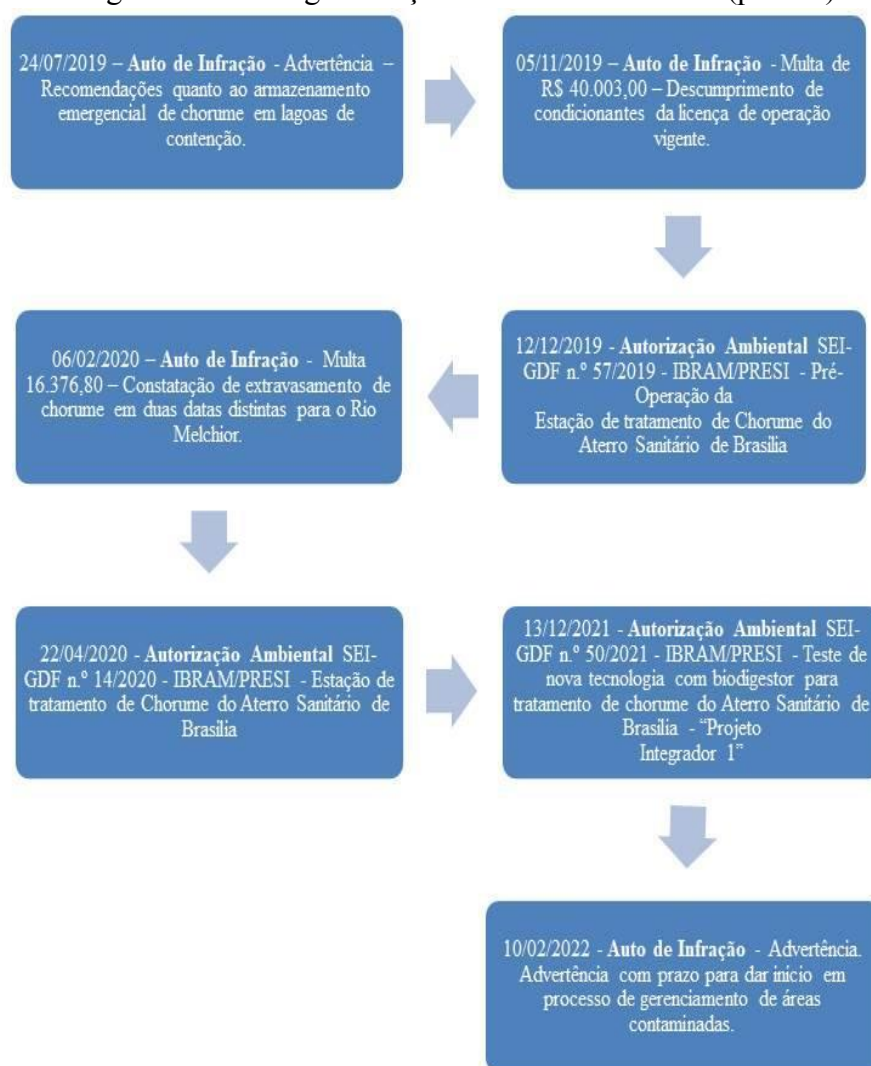 24/07/2019 – Auto de Infração - Advertência –
Recomendações quanto ao armazenamento
emergencial de chorume em lagoas de
contenção.
05/11/2019 – Auto de Infração - Multa de
R$ 40.003,00 – Descumprimento de
condicionantes da licença de operação
vigente.
12/12/2019 - Autorização Ambiental SEI-
GDF n.º 57/2019 - IBRAM/PRESI - Pré-
Operação da
Estação de tratamento de Chorume do
Aterro Sanitário de Brasília
06/02/2020 – Auto de Infração - Multa
16.376,80 – Constatação de extravasamento de
chorume em duas datas distintas para o Rio
Melchior.
22/04/2020 - Autorização Ambiental SEI-
GDF n.º 14/2020 - IBRAM/PRESI - Estação de
tratamento de Chorume do Aterro Sanitário de
Brasília
13/12/2021 - Autorização Ambiental SEI-
GDF n.º 50/2021 - IBRAM/PRESI - Teste de
nova tecnologia com biodigestor para
tratamento de chorume do Aterro Sanitário de
Brasília - “Projeto
Integrador 1”
10/02/2022 - Auto de Infração - Advertência.
Advertência com prazo para dar início em
processo de gerenciamento de áreas
contaminadas.